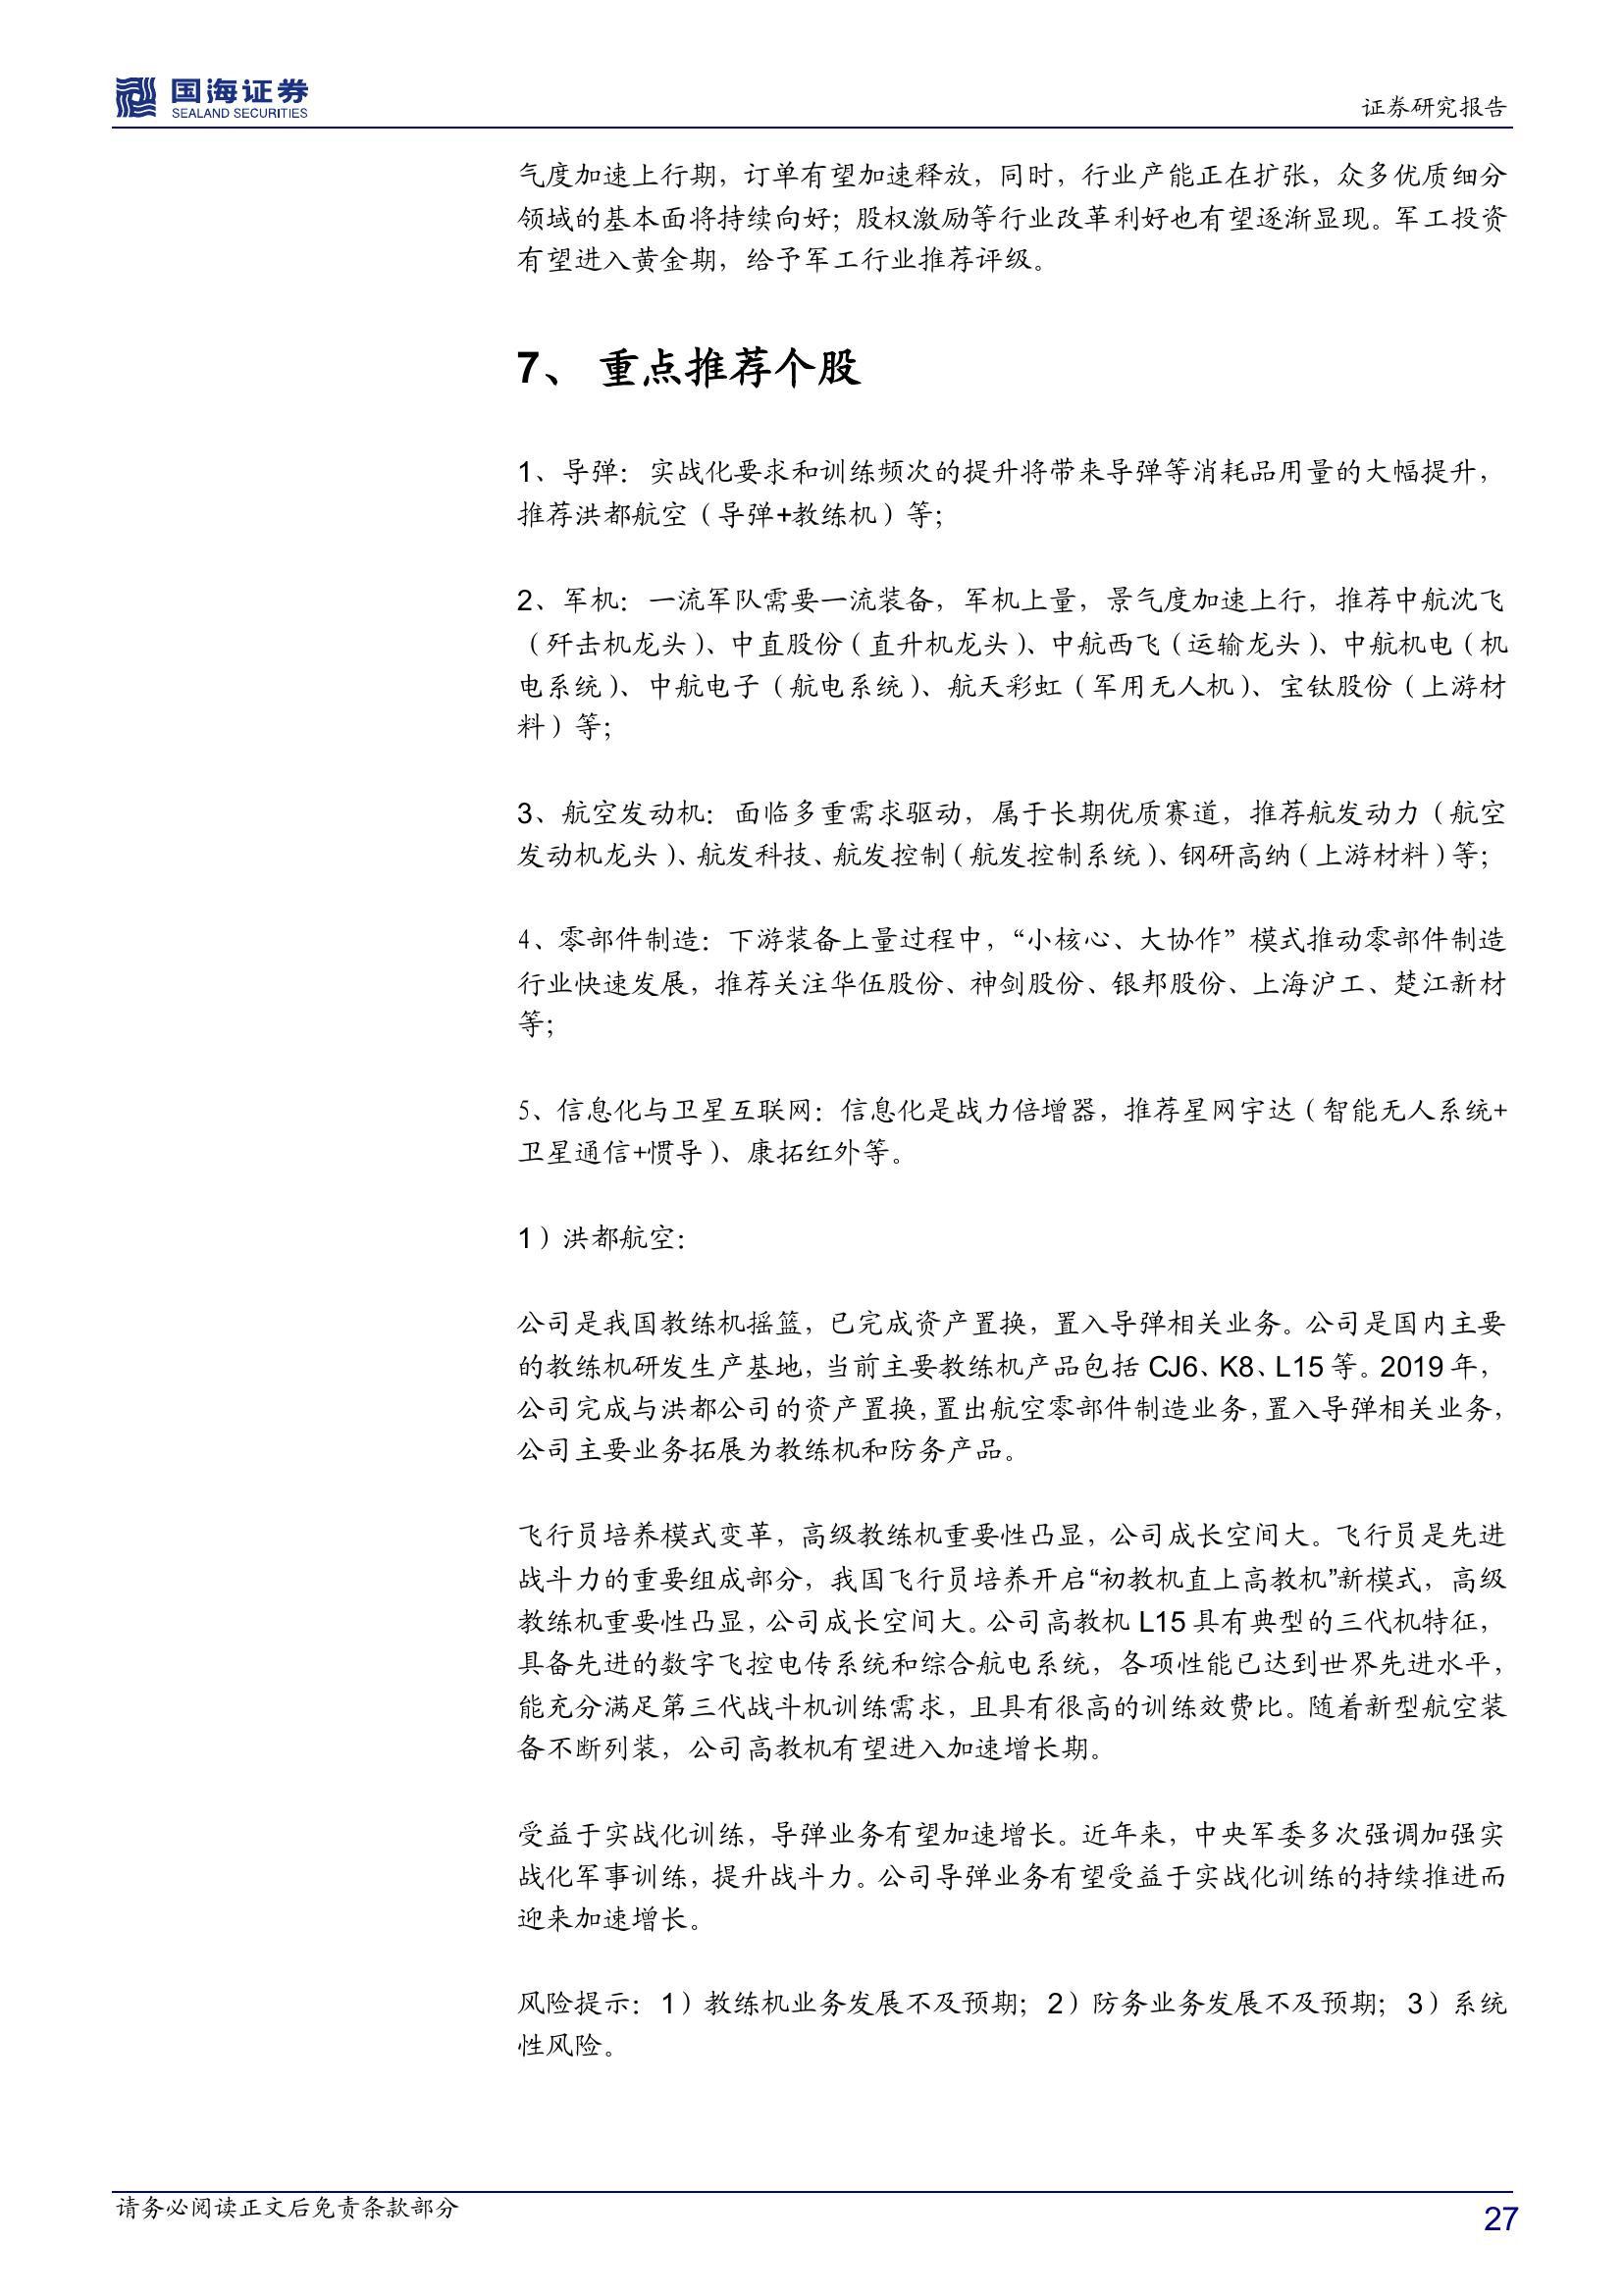 国海证券
SEALAND SECURITIES
证券研究报告
气度加速上行期，订单有望加速释放，同时，行业产能正在扩张，众多优质细分
领域的基本面将持续向好；股权激励等行业改革利好也有望逐渐显现。军工投资
有望进入黄金期，给予军工行业推荐评级。
7、 重点推荐个股
1、导弹：实战化要求和训练频次的提升将带来导弹等消耗品用量的大幅提升，
推荐洪都航空（导弹+教练机）等；
2、军机：一流军队需要一流装备，军机上量，景气度加速上行，推荐中航沈飞
（歼击机龙头）、中直股份（直升机龙头）、中航西飞（运输龙头）、中航机电（机
电系统）、中航电子（航电系统）、航天彩虹（军用无人机）、宝钛股份（上游材
料）等；
3、航空发动机：面临多重需求驱动，属于长期优质赛道，推荐航发动力（航空
发动机龙头）、航发科技、航发控制（航发控制系统）、钢研高纳（上游材料）等；
4、零部件制造：下游装备上量过程中，“小核心、大协作”模式推动零部件制造
行业快速发展，推荐关注华伍股份、神剑股份、银邦股份、上海沪工、楚江新材
等；
5、信息化与卫星互联网：信息化是战力倍增器，推荐星网宇达（智能无人系统+
卫星通信+惯导）、康拓红外等。
1）洪都航空：
公司是我国教练机摇篮，已完成资产置换，置入导弹相关业务。公司是国内主要
的教练机研发生产基地，当前主要教练机产品包括 CJ6、K8、L15 等。2019 年，
公司完成与洪都公司的资产置换，置出航空零部件制造业务，置入导弹相关业务，
公司主要业务拓展为教练机和防务产品。
飞行员培养模式变革，高级教练机重要性凸显，公司成长空间大。飞行员是先进
战斗力的重要组成部分，我国飞行员培养开启“初教机直上高教机”新模式，高级
教练机重要性凸显，公司成长空间大。公司高教机 L15 具有典型的三代机特征，
具备先进的数字飞控电传系统和综合航电系统，各项性能已达到世界先进水平，
能充分满足第三代战斗机训练需求，且具有很高的训练效费比。随着新型航空装
备不断列装，公司高教机有望进入加速增长期。
受益于实战化训练，导弹业务有望加速增长。近年来，中央军委多次强调加强实
战化军事训练，提升战斗力。公司导弹业务有望受益于实战化训练的持续推进而
迎来加速增长。
风险提示：1）教练机业务发展不及预期；2）防务业务发展不及预期；3）系统
性风险。
请务必阅读正文后免责条款部分
27